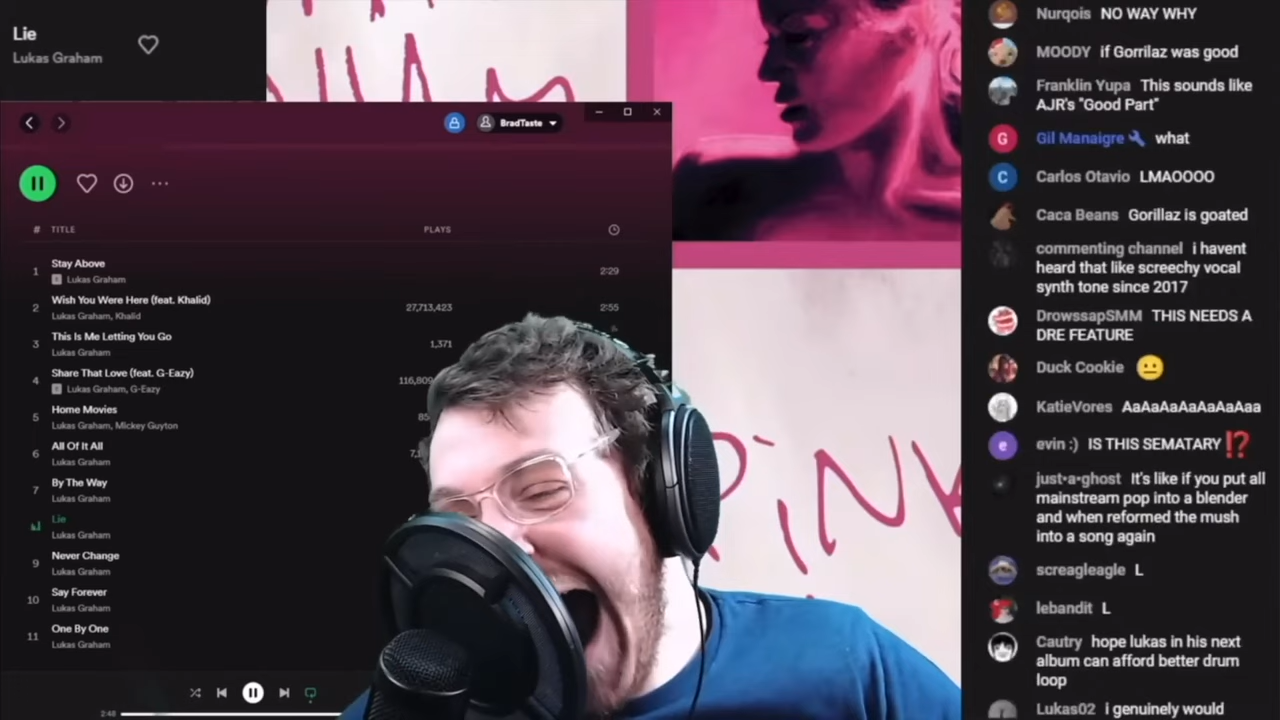 Lie
Lukas Graham
BradTaste
# TITLE PLAYS
1 Stay Above 2:29
E Lukas Graham
2 Wish You Were Here (feat. Khalid) 27,713,423 2:55
Lukas Graham, Khalid
3 This Is Me Letting You Go 1,371
Lukas Graham
4 Share That Love (feat. G-Eazy) 116,809
E Lukas Graham, G-Eazy
5 Home Movies 85
Lukas Graham, Mickey Guyton
6 All Of It All 7,1
Lukas Graham
7 By The Way
Lukas Graham
Lie
Lukas Graham
9 Never Change
Lukas Graham
10 Say Forever
Lukas Graham
11 One By One
Lukas Graham
2:48
PINK
Nurqois NO WAY WHY
MOODY if Gorrilaz was good
Franklin Yupa This sounds like
AJR's "Good Part"
G Gil Manaigre what
C Carlos Otavio LMAOOOO
Caca Beans Gorillaz is goated
commenting channel i havent
heard that like screechy vocal
synth tone since 2017
DrowssapSMM THIS NEEDS A
DRE FEATURE
Duck Cookie 😐
KatieVores AaAaAaAaAaAaAaa
e evin :) IS THIS SEMATARY ⁉️
just•a•ghost It's like if you put all
mainstream pop into a blender
and when reformed the mush
into a song again
screagleagle L
lebandit L
Cautry hope lukas in his next
album can afford better drum
loop
Lukas02 i genuinely would